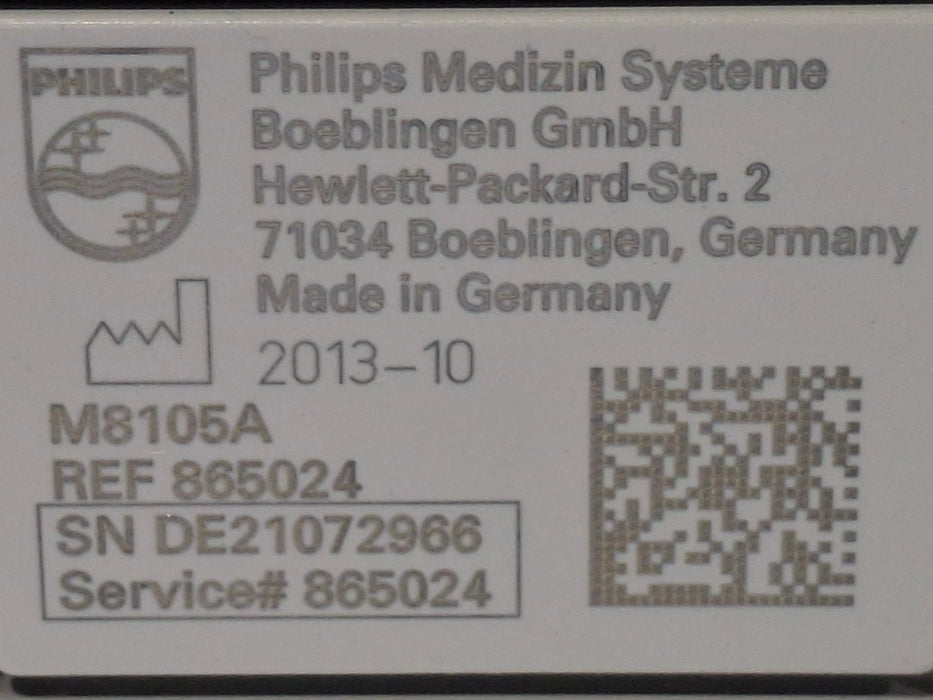 PHILIPS
Philips Medizin Systeme
Boeblingen GmbH
Hewlett-Packard-Str. 2
71034 Boeblingen, Germany
Made in Germany
2013-10
M8105A
REF 865024
SN DE21072966
Service# 865024